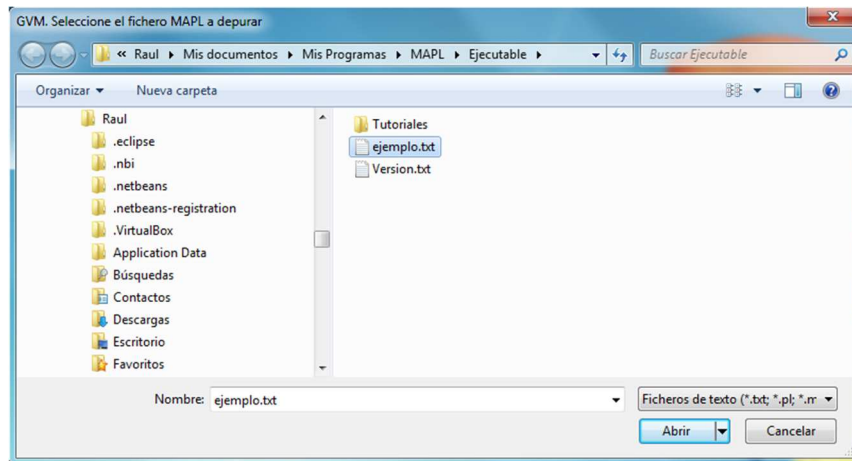 GVM. Seleccione el fichero MAPL a depurar
« Raul ▸ Mis documentos ▸ Mis Programas ▸ MAPL ▸ Ejecutable ▸
Buscar Ejecutable
Organizar
Nueva carpeta
Raul
.eclipse
.nbi
.netbeans
.netbeans-registration
.VirtualBox
Application Data
Búsquedas
Contactos
Descargas
Escritorio
Favoritos
Tutoriales
ejemplo.txt
Version.txt
Nombre: ejemplo.txt
Ficheros de texto (*.txt; *.pl; *.m
Abrir
Cancelar